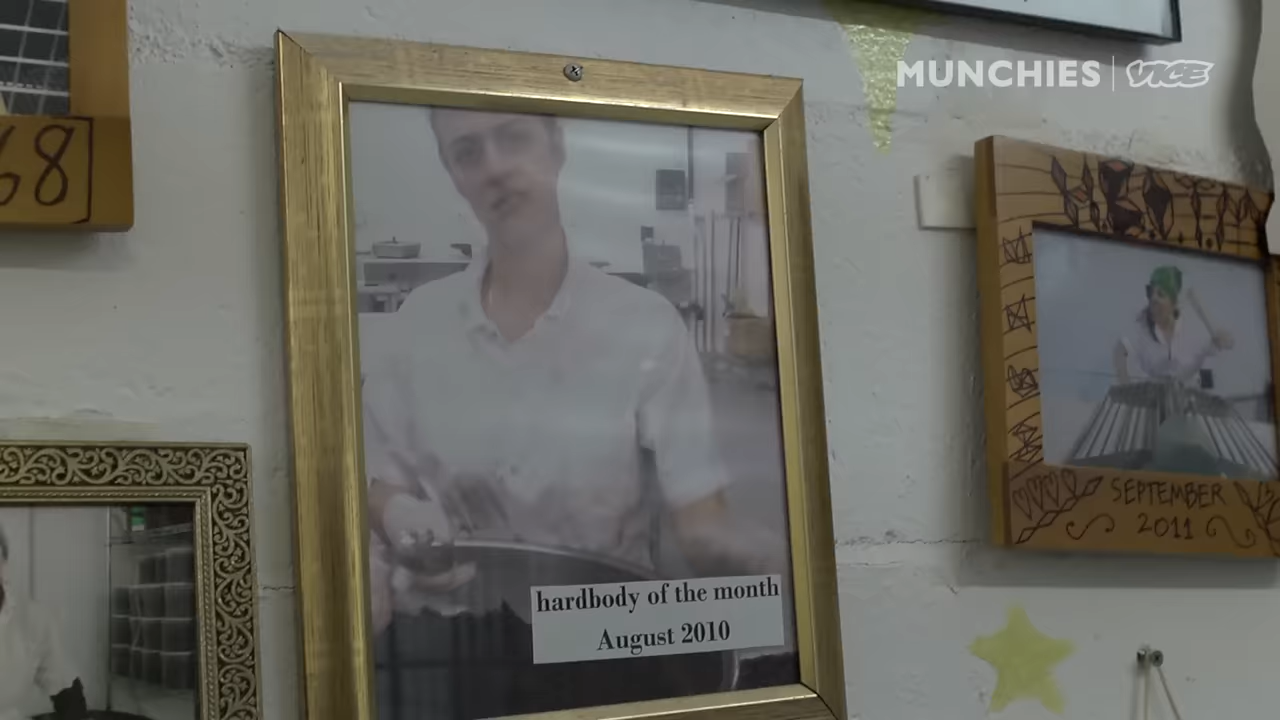 MUNCHIES | VICE
68
hardbody of the month
August 2010
SEPTEMBER
2011